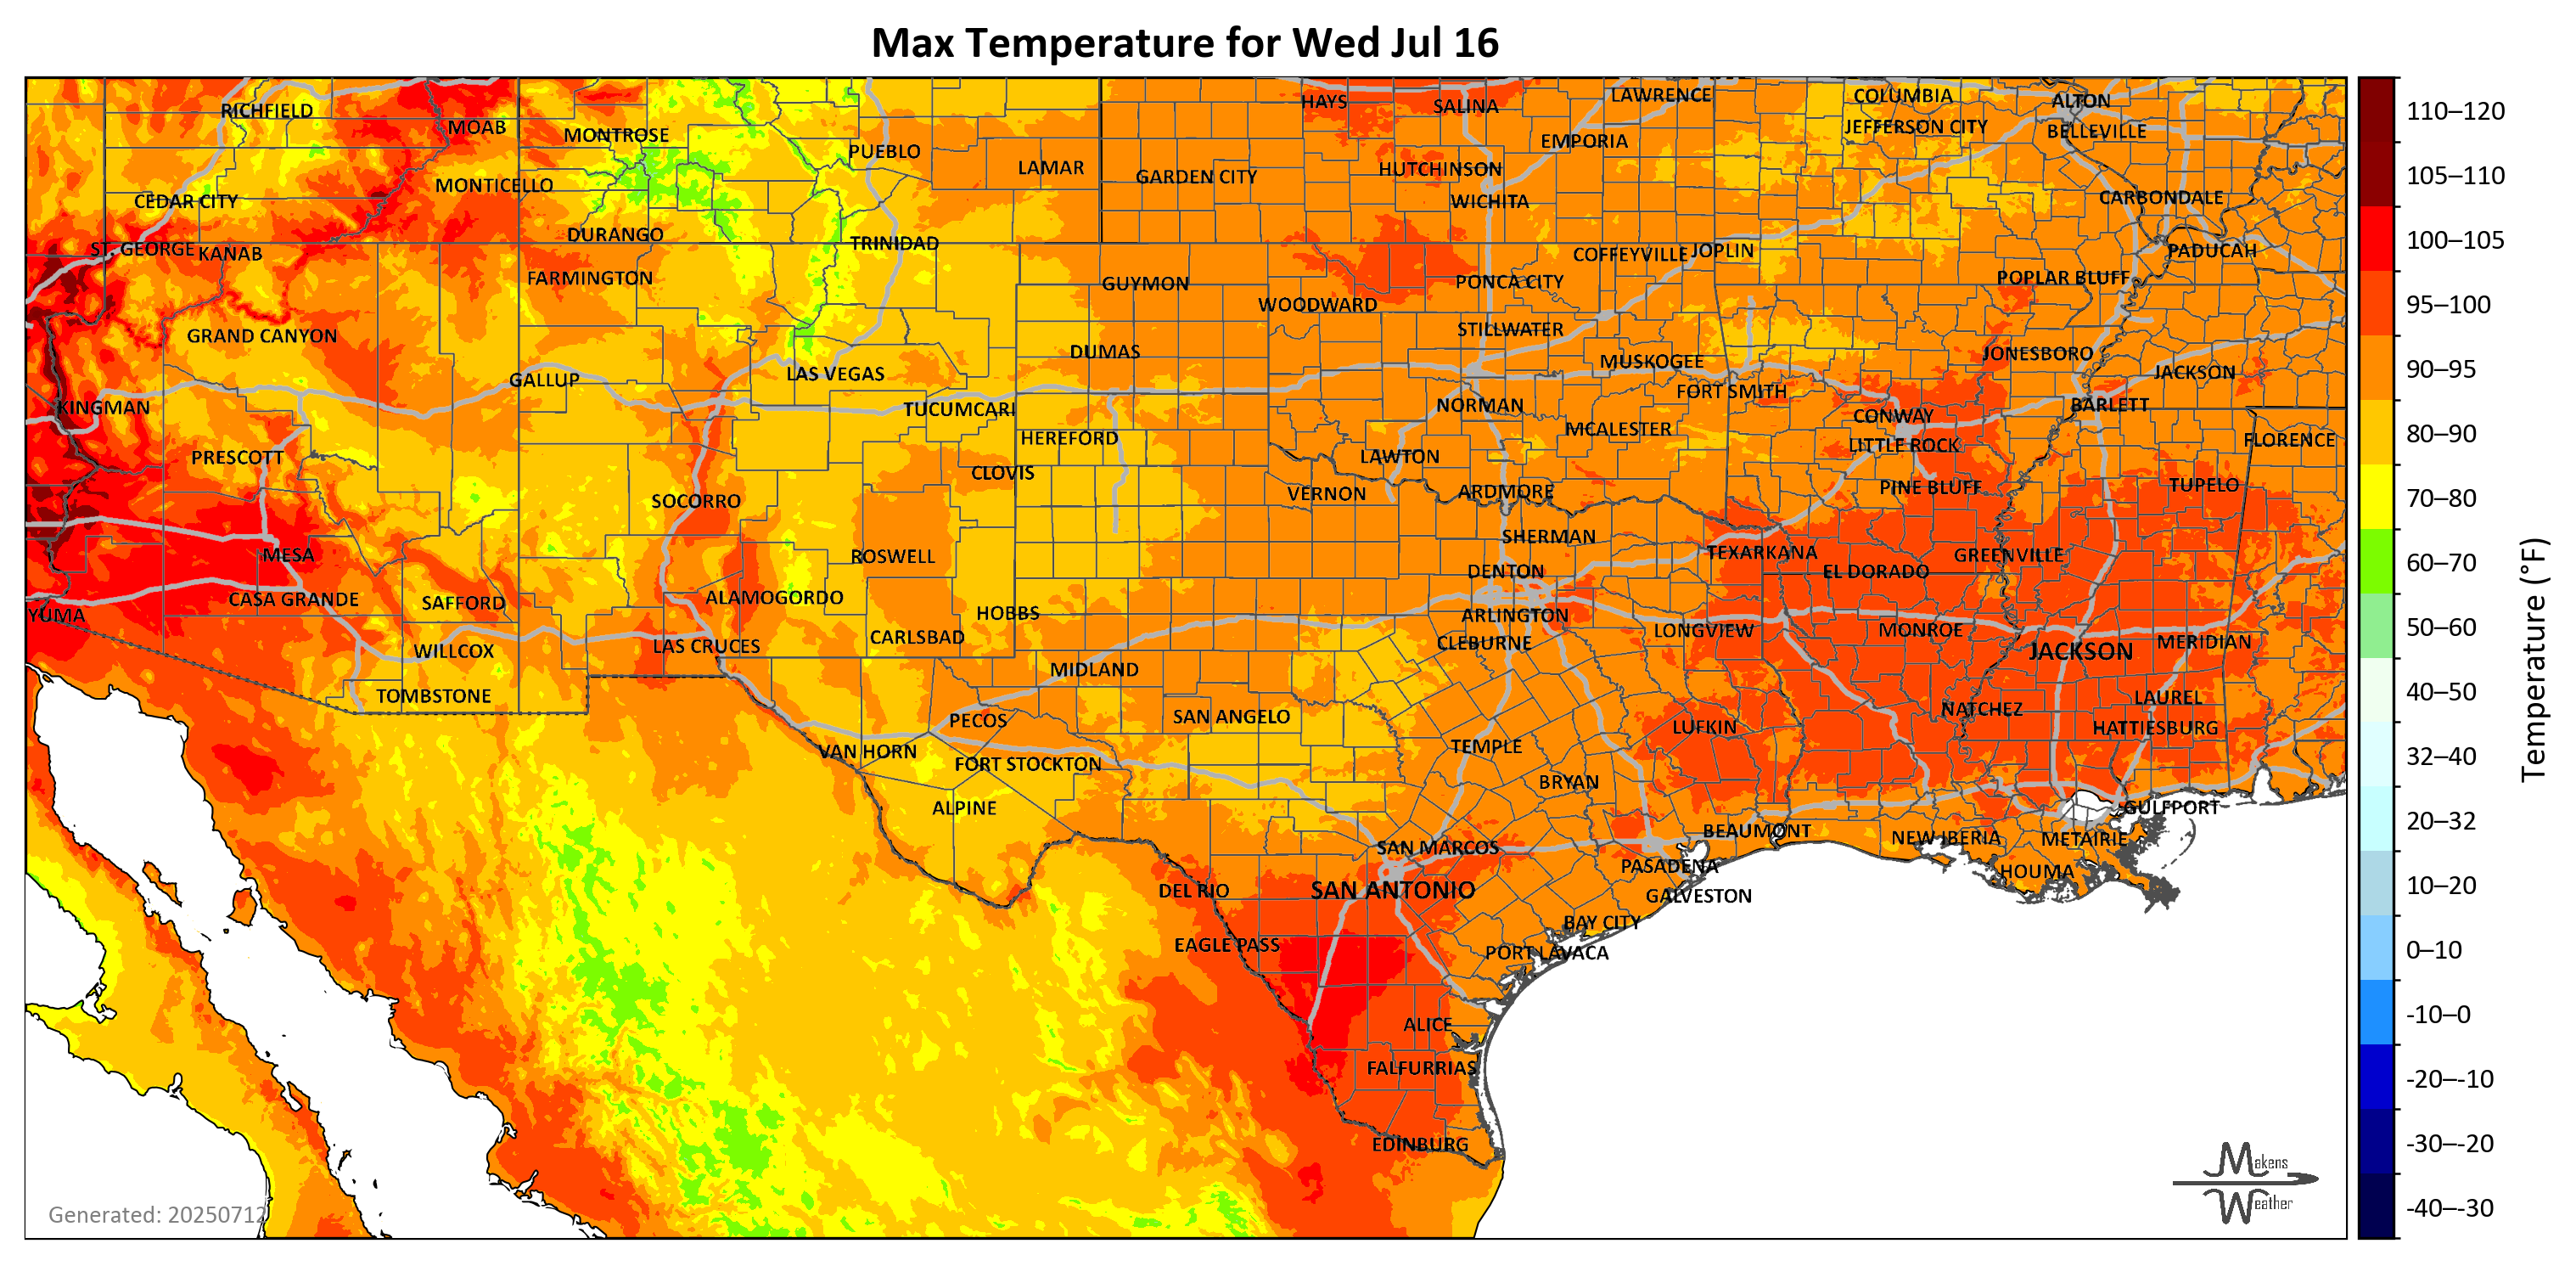 Max Temperature for Wed Jul 16
RICHFIELD
MOAB
MONTROSE
PUEBLO
LAMAR
GARDEN CITY
HAYS
SALINA
LAWRENCE
EMPORIA
COLUMBIA
JEFFERSON CITY
ALTON
BELLEVILLE
CEDAR CITY
MONTICELLO
HUTCHINSON
WICHITA
CARBONDALE
ST. GEORGE
KANAB
DURANGO
TRINIDAD
COFFEYVILLE
JOPLIN
PADUCAH
FARMINGTON
GUYMON
WOODWARD
PONCA CITY
POPLAR BLUFF
GRAND CANYON
STILLWATER
DUMAS
MUSKOGEE
JONESBORO
GALLUP
LAS VEGAS
FORT SMITH
JACKSON
KINGMAN
TUCUMCARI
NORMAN
CONWAY
BARLETT
PRESCOTT
HEREFORD
MCALESTER
LITTLE ROCK
FLORENCE
CLOVIS
LAWTON
SOCORRO
VERNON
ARDMORE
PINE BLUFF
TUPELO
MESA
ROSWELL
SHERMAN
TEXARKANA
GREENVILLE
DENTON
EL DORADO
CASA GRANDE
SAFFORD
ALAMOGORDO
HOBBS
ARLINGTON
YUMA
WILLCOX
LAS CRUCES
CARLSBAD
CLEBURNE
LONGVIEW
MONROE
JACKSON
MERIDIAN
TOMBSTONE
MIDLAND
PECOS
SAN ANGELO
LUFKIN
NATCHEZ
LAUREL
HATTIESBURG
VAN HORN
FORT STOCKTON
TEMPLE
BRYAN
ALPINE
GULFPORT
BEAUMONT
NEW IBERIA
METAIRIE
SAN MARCOS
PASADENA
HOUMA
DEL RIO
SAN ANTONIO
GALVESTON
BAY CITY
EAGLE PASS
PORT LAVACA
ALICE
FALFURRIAS
EDINBURG
Generated: 20250712
Makens
Weather
110–120
105–110
100–105
95–100
90–95
80–90
70–80
60–70
50–60
40–50
32–40
20–32
10–20
0–10
-10–0
-20–-10
-30–-20
-40–-30
Temperature (°F)